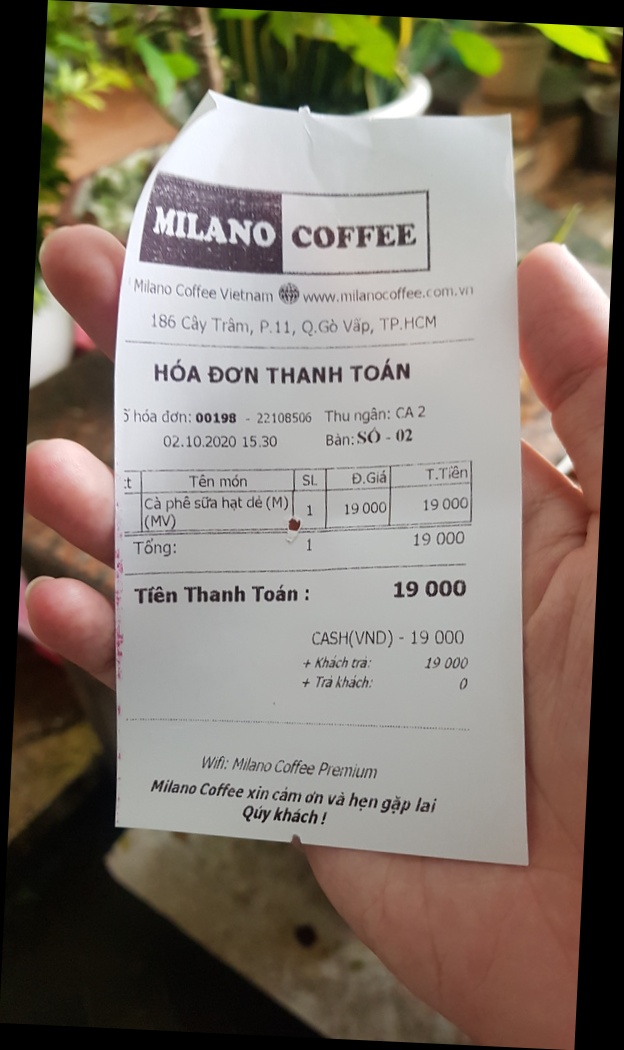 MILANO COFFEE
Milano Coffee Vietnam www.milanocoffee.com.vn
186 Cây Trâm, P.11, Q.Gò Vấp, TP.HCM
HÓA ĐƠN THANH TOÁN
hóa đơn: 00198 - 22108506 Thu ngân: CA 2
02.10.2020 15.30 Bàn: SỐ - 02
Tên món SL Đ.Giá T.Tiền
Cà phê sữa hạt dẻ (M) 1 19 000 19 000
(MV)
Tổng: 1 19 000
Tiền Thanh Toán : 19 000
CASH(VND) - 19 000
+ Khách trả: 19 000
+ Trả khách: 0
Wifi: Milano Coffee Premium
Milano Coffee xin cảm ơn và hẹn gặp lai
Qúy khách !